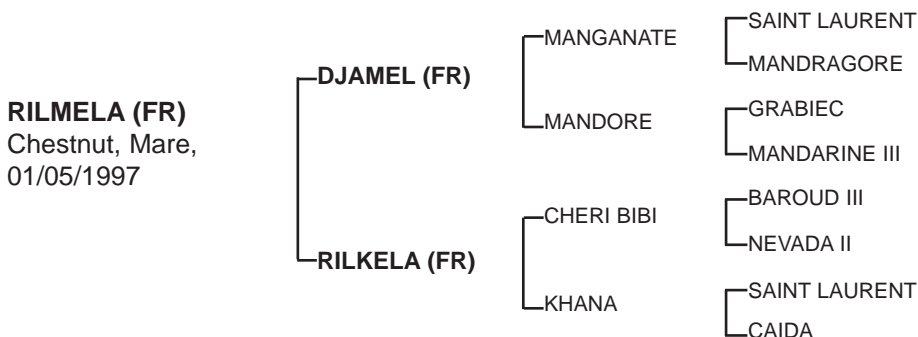 RILMELA (FR)
Chestnut, Mare,
01/05/1997
DJAMEL (FR)
RILKELA (FR)
MANGANATE
MANDORE
CHERI BIBI
KHANA
SAINT LAURENT
MANDRAGORE
GRABIEC
MANDARINE III
BAROUD III
NEVADA II
SAINT LAURENT
CAIDA